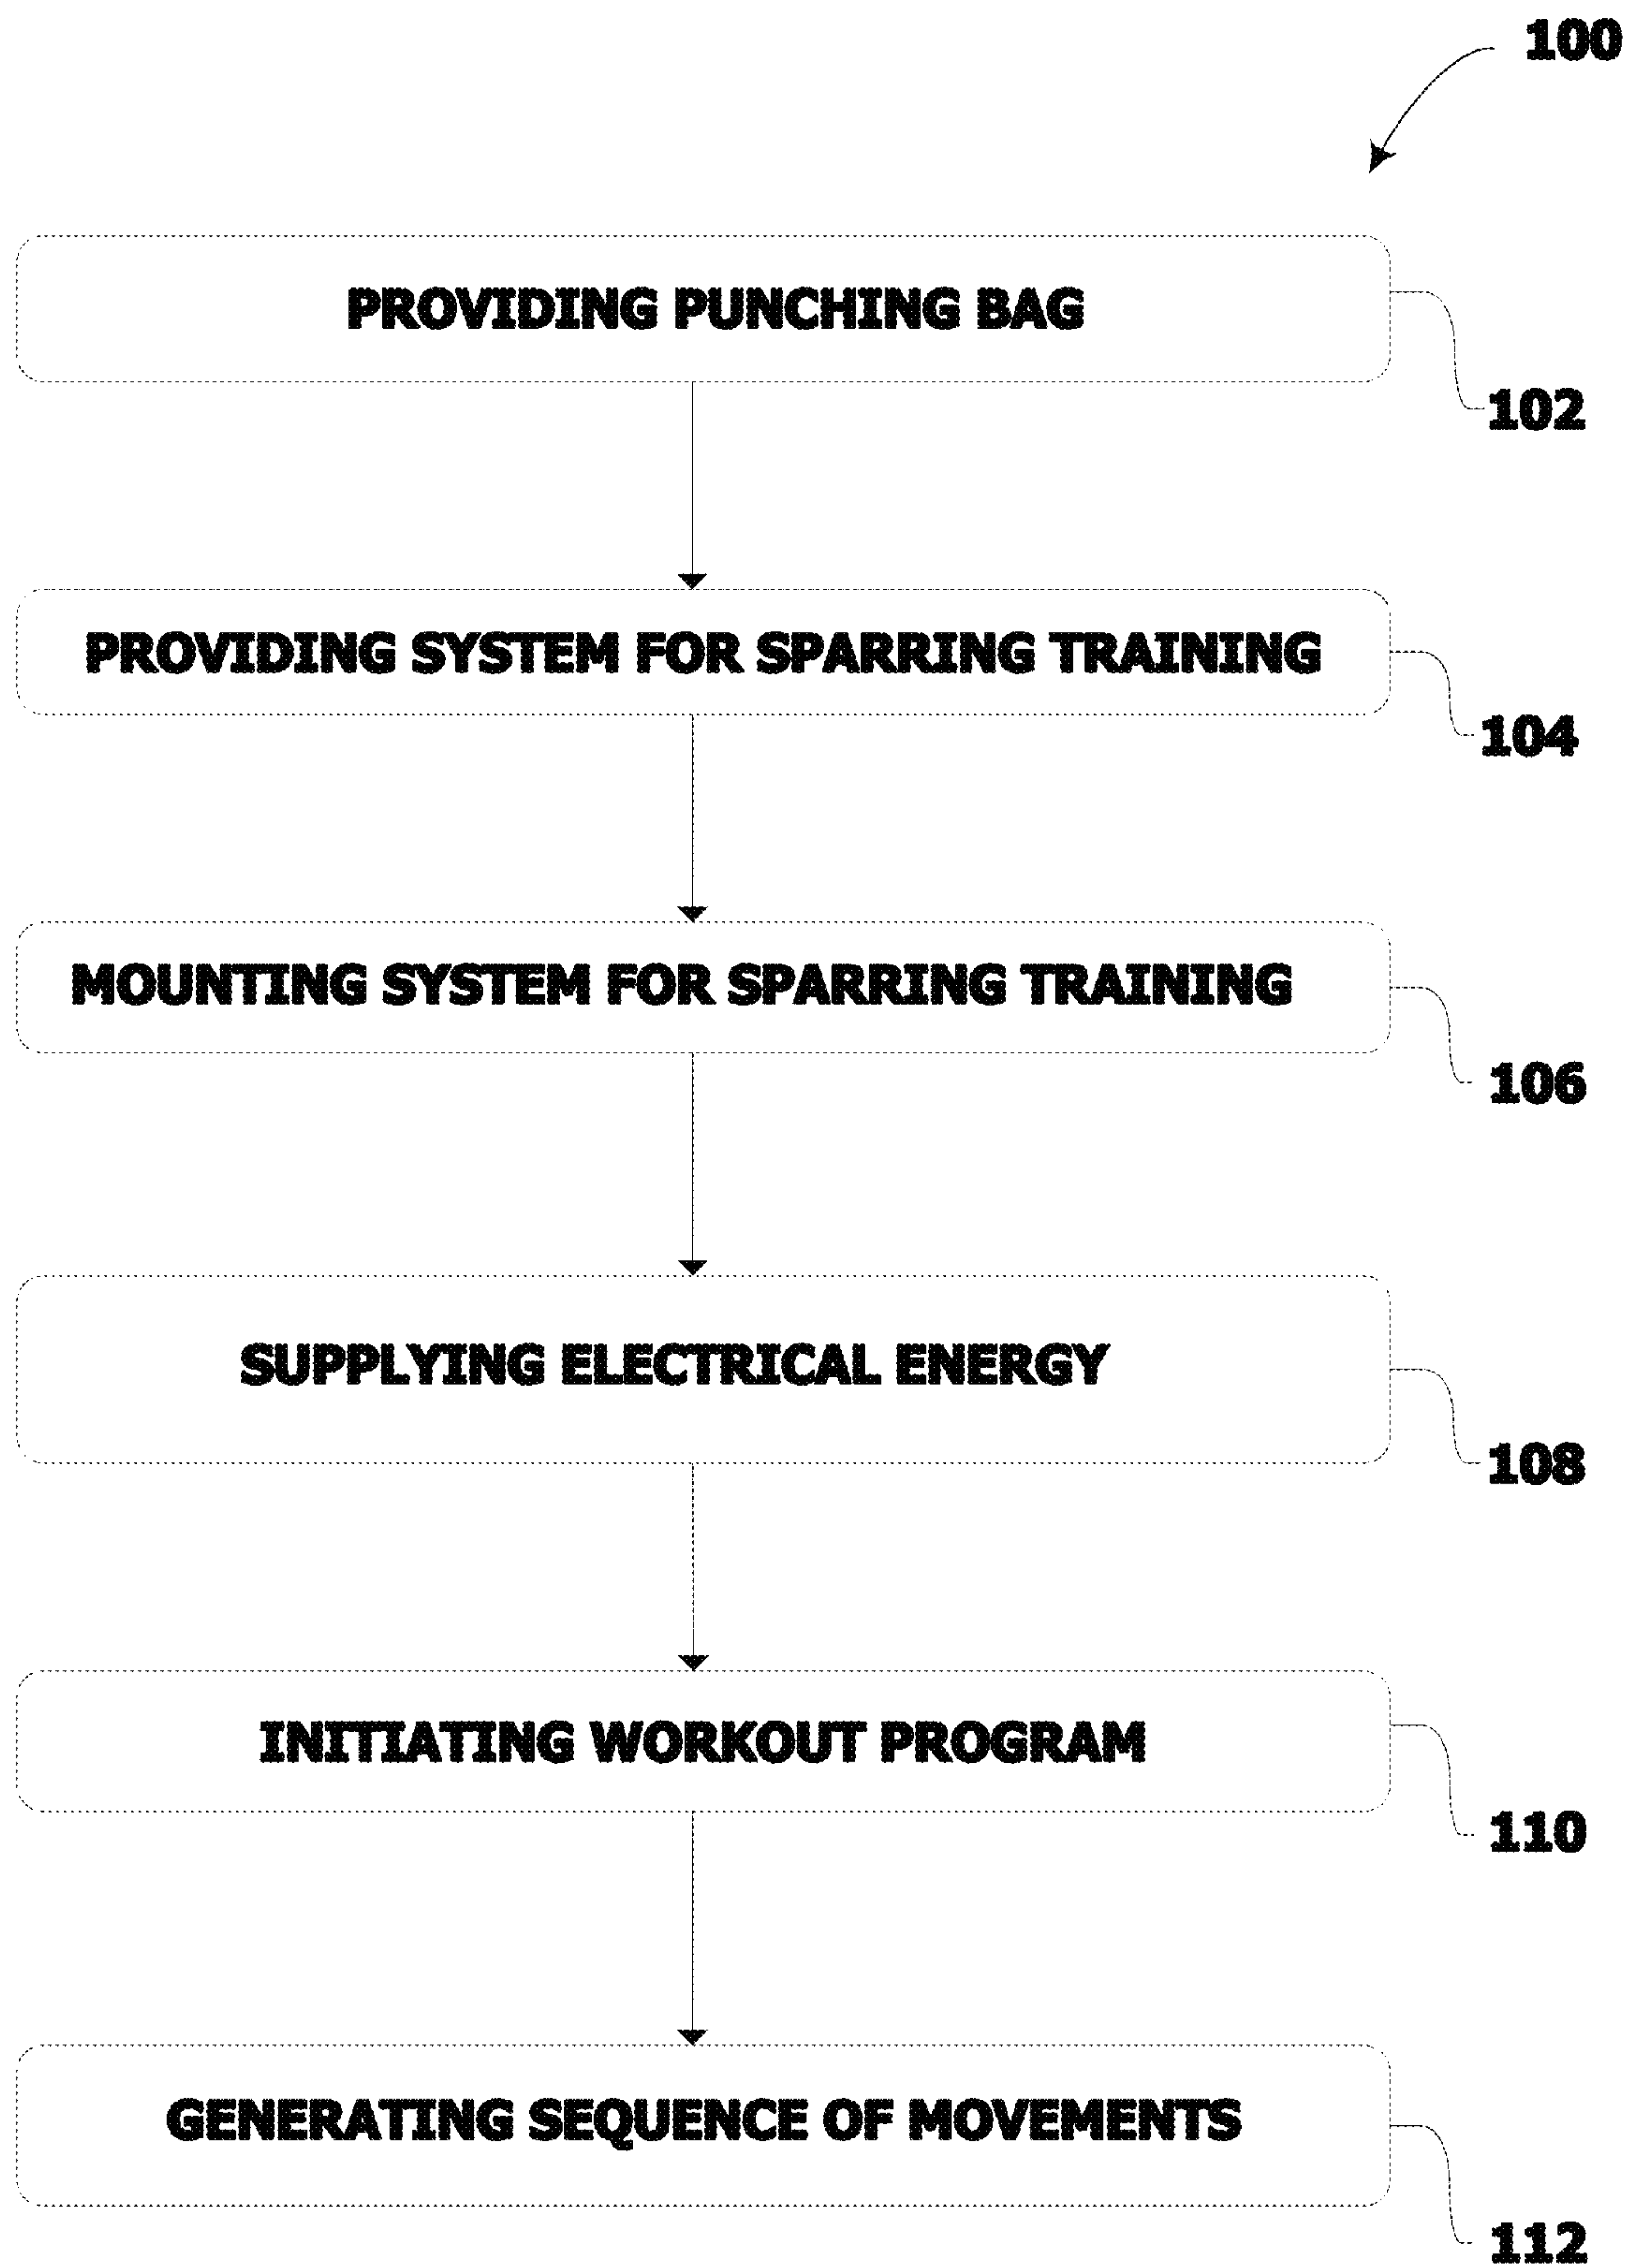 100
PROVIDING PUNCHING BAG
102
PROVIDING SYSTEM FOR SPARRING TRAINING
104
MOUNTING SYSTEM FOR SPARRING TRAINING
106
SUPPLYING ELECTRICAL ENERGY
108
INITIATING WORKOUT PROGRAM
110
GENERATING SEQUENCE OF MOVEMENTS
112